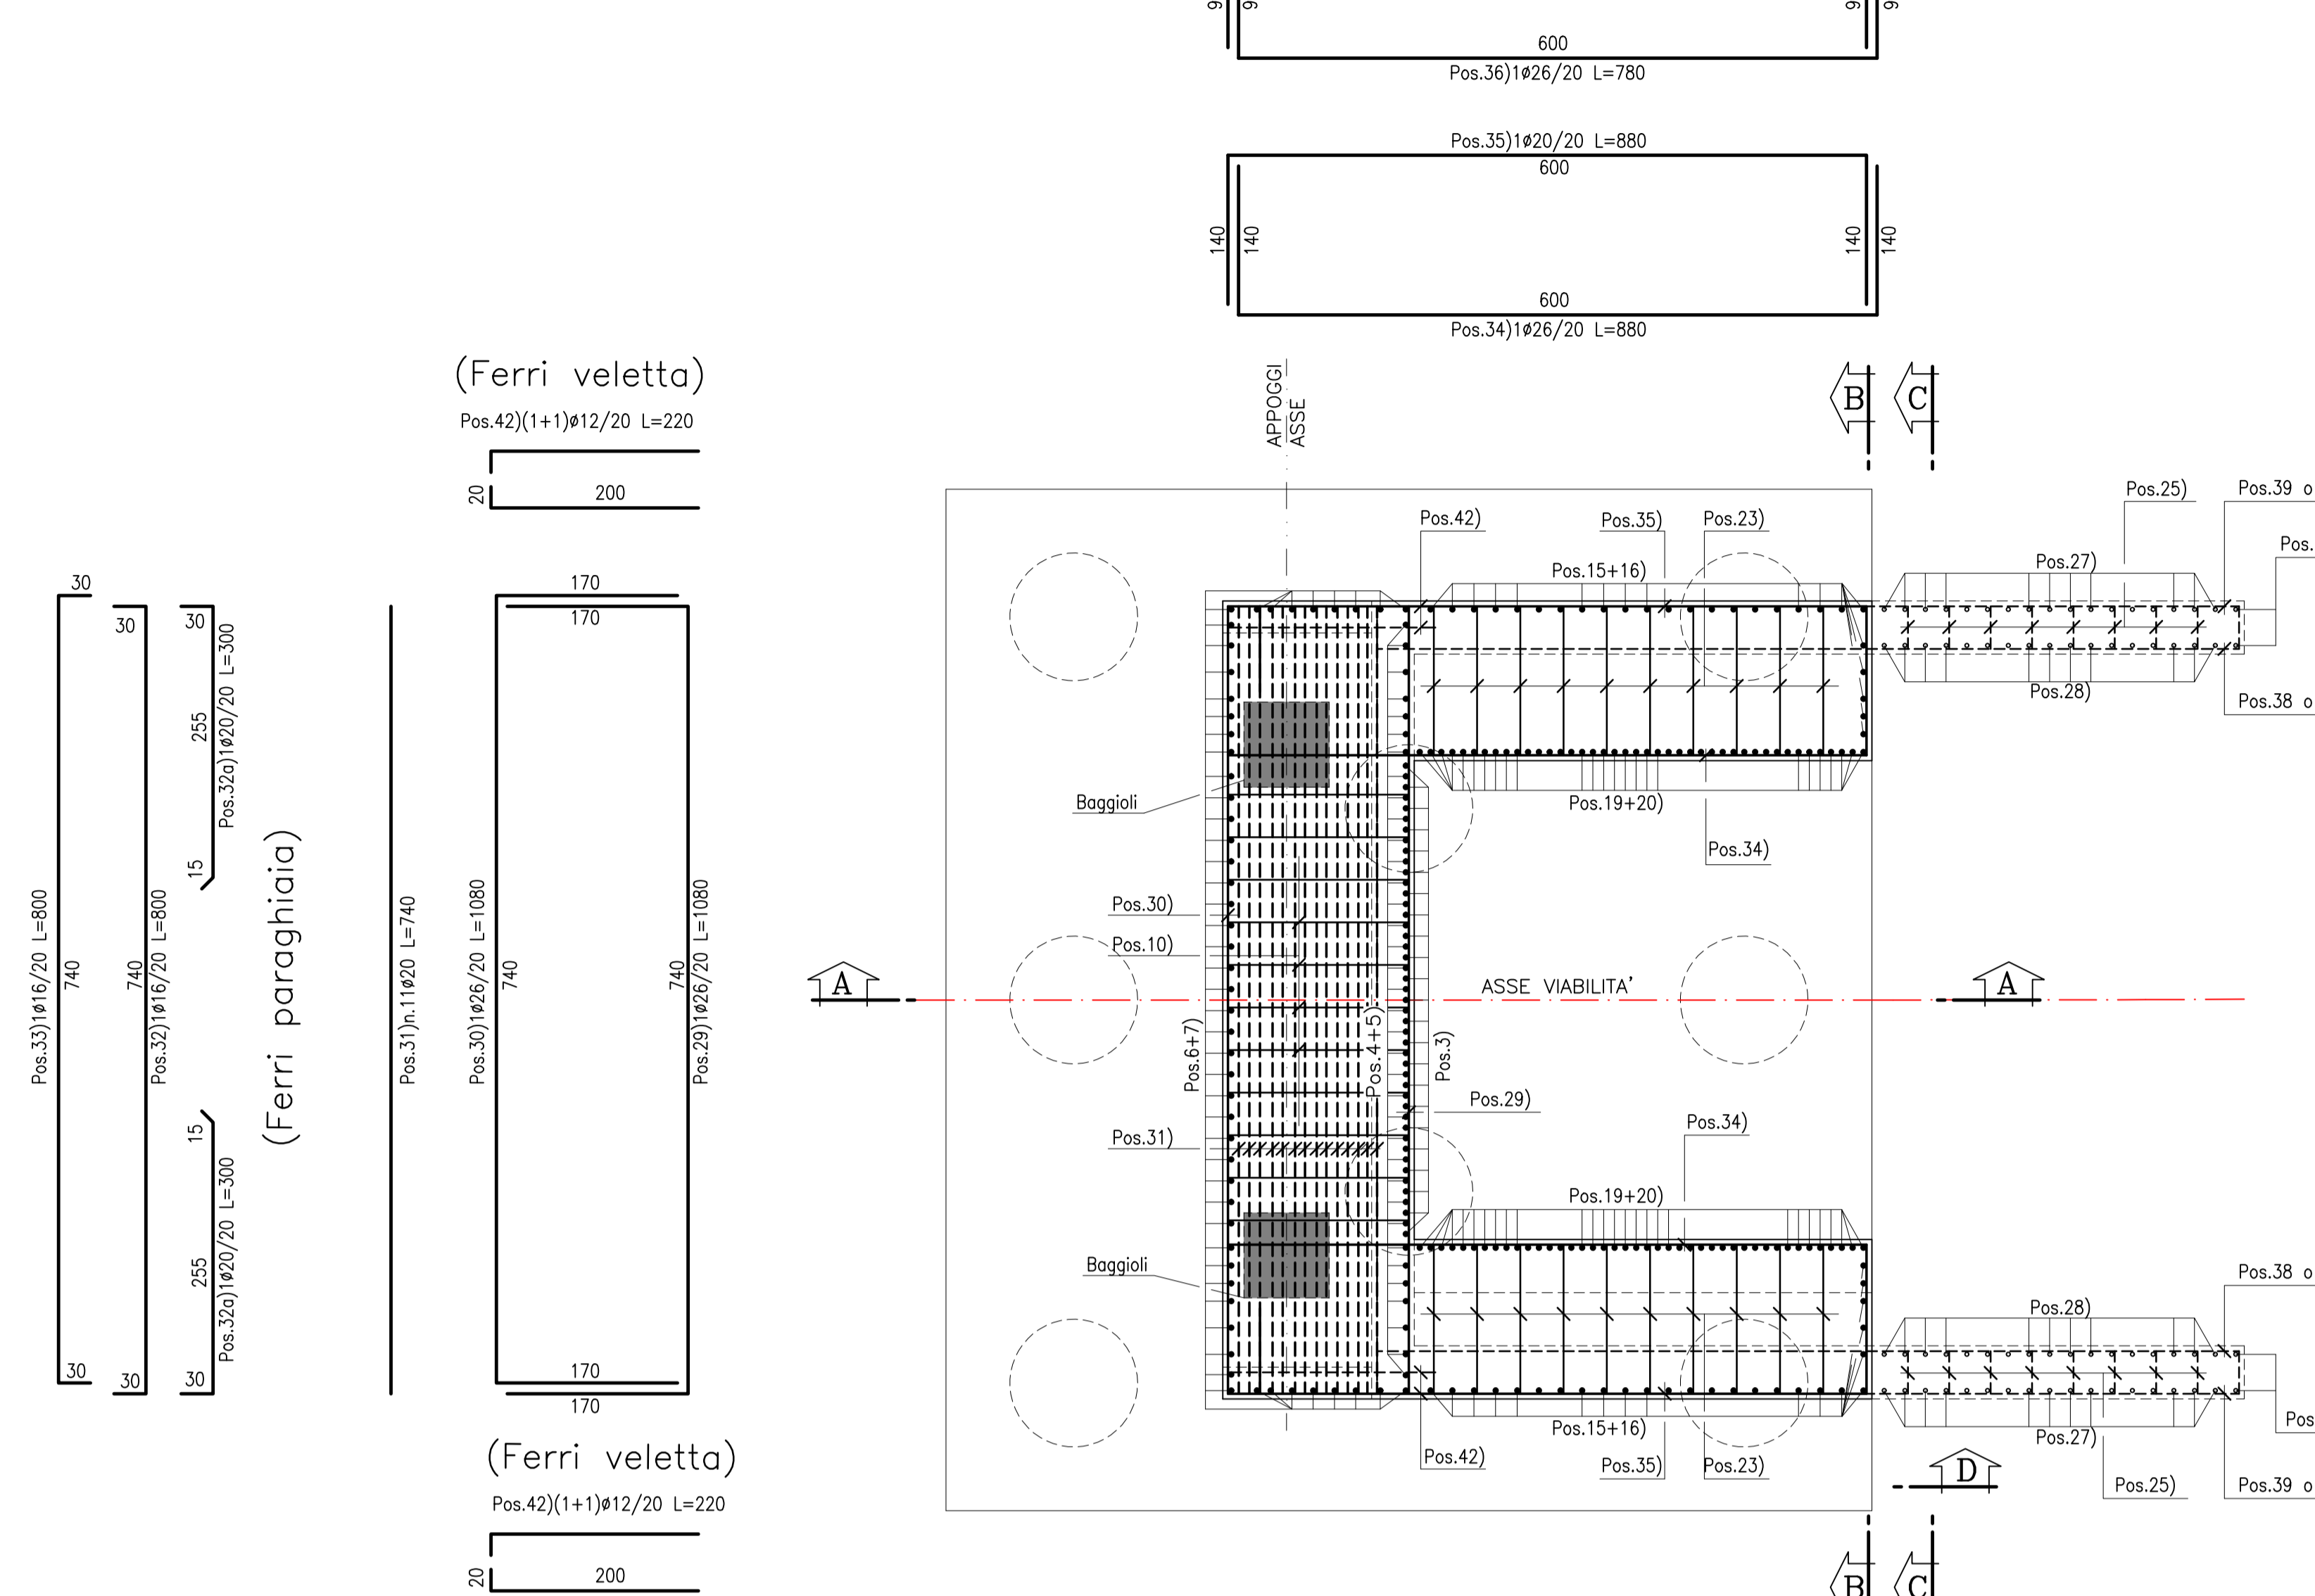 9
9
9
9
600
Pos.36)1ø26/20 L=780
Pos.35)1ø20/20 L=880
600
140
140
140
140
600
Pos.34)1ø26/20 L=880
(Ferri veletta)
Pos.42)(1+1)ø12/20 L=220
20
200
APPOGGI
ASSE
B
C
Pos.25)
Pos.39 o
Pos.42)
Pos.35)
Pos.23)
Pos.
Pos.27)
Pos.15+16)
30
30
30
170
170
Pos.28)
Pos.38 o
255
Pos.32a)1ø20/20 L=300
15
Baggioli
Pos.19+20)
Pos.34)
(Ferri paraghiaia)
Pos.33)1ø16/20 L=800
740
740
Pos.32)1ø16/20 L=800
Pos.31)n.11ø20 L=740
Pos.30)1ø26/20 L=1080
740
740
Pos.29)1ø26/20 L=1080
Pos.30)
Pos.10)
A
ASSE VIABILITA'
A
Pos.6+7)
Pos.4+5)
Pos.3)
Pos.29)
Pos.31)
Pos.34)
15
255
Pos.32a)1ø20/20 L=300
Pos.19+20)
Baggioli
Pos.38 o
Pos.28)
30
30
30
170
170
Pos.15+16)
Pos.27)
Pos
Pos.42)
Pos.35)
Pos.23)
D
Pos.25)
Pos.39 o
(Ferri veletta)
Pos.42)(1+1)ø12/20 L=220
20
200
B
C